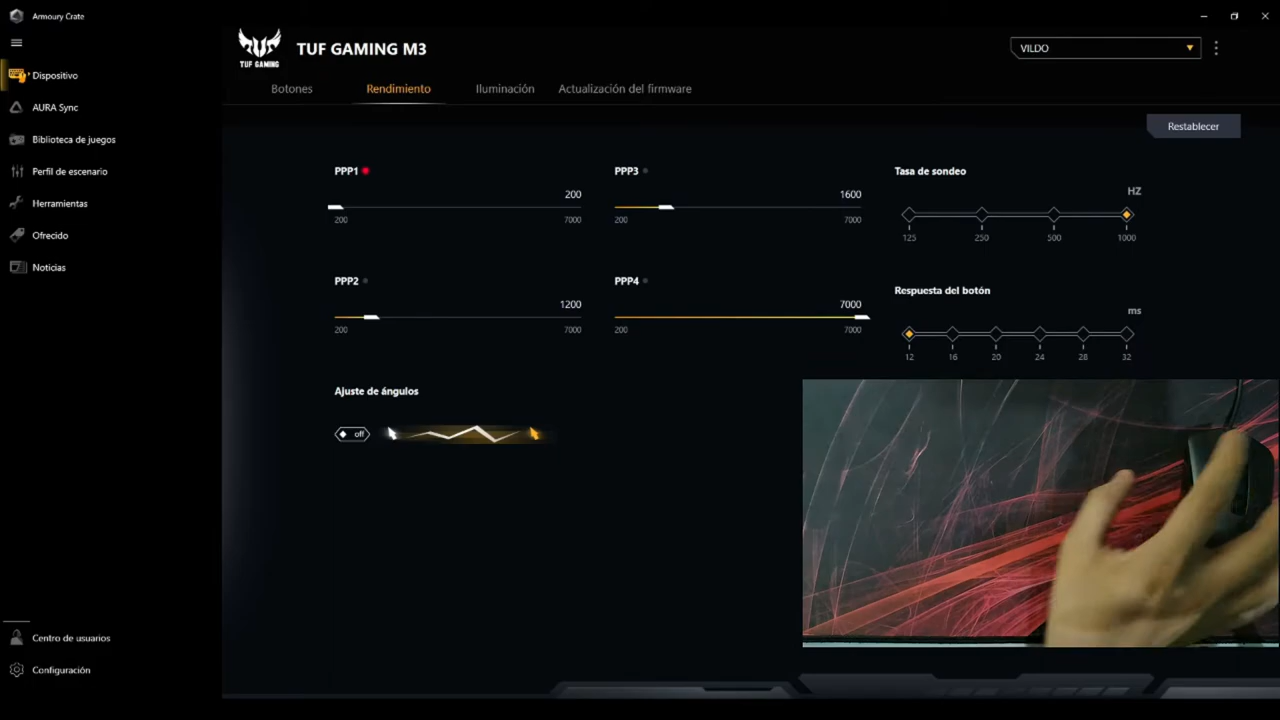 Armoury Crate
Dispositivo
AURA Sync
Biblioteca de juegos
Perfil de escenario
Herramientas
Ofrecido
Noticias
Centro de usuarios
Configuración
TUF GAMING
TUF GAMING M3
VILDO
Botones
Rendimiento
Iluminación
Actualización del firmware
Restablecer
PPP1
200
200 7000
PPP2
1200
200 7000
PPP3
1600
200 7000
PPP4
7000
200 7000
Tasa de sondeo
HZ
125 250 500 1000
Respuesta del botón
ms
12 16 20 24 28 32
Ajuste de ángulos
off